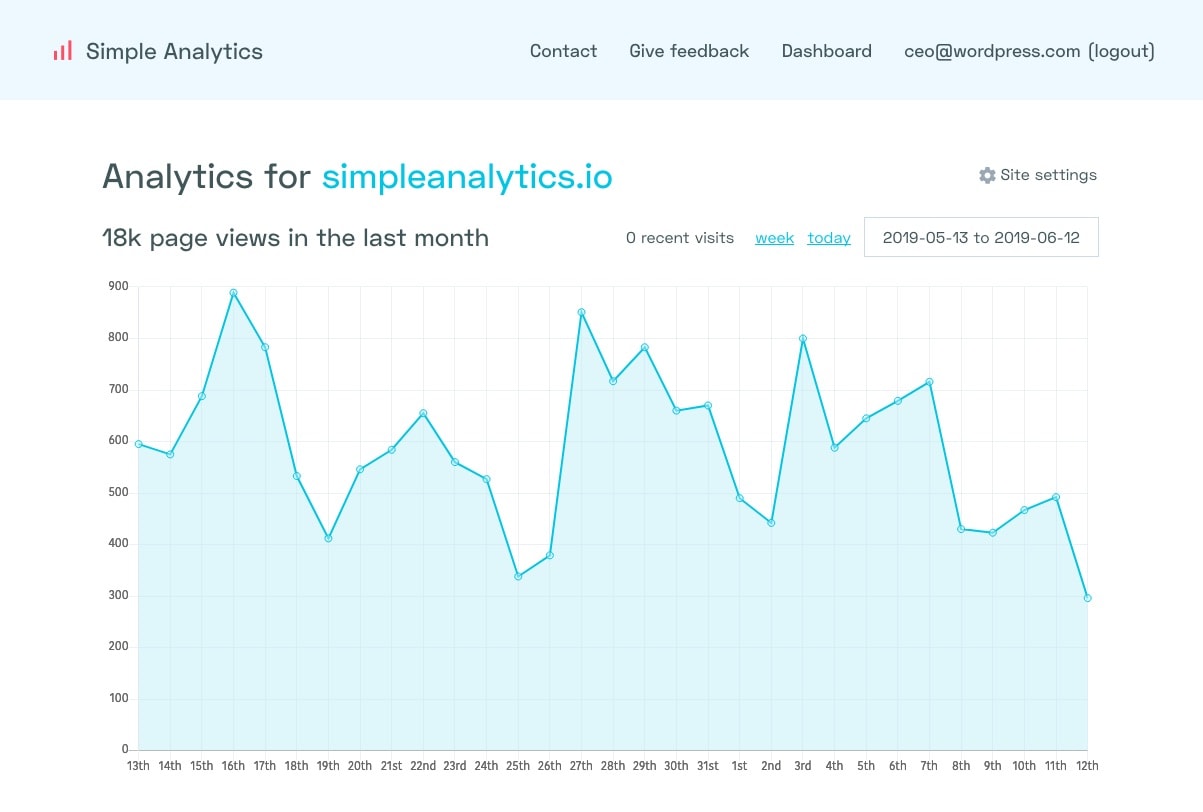 Simple Analytics Contact Give feedback Dashboard ceo@wordpress.com (logout)
Analytics for simpleanalytics.io Site settings
18k page views in the last month 0 recent visits week today 2019-05-13 to 2019-06-12
900
800
700
600
500
400
300
200
100
0
13th 14th 15th 16th 17th 18th 19th 20th 21st 22nd 23rd 24th 25th 26th 27th 28th 29th 30th 31st 1st 2nd 3rd 4th 5th 6th 7th 8th 9th 10th 11th 12th